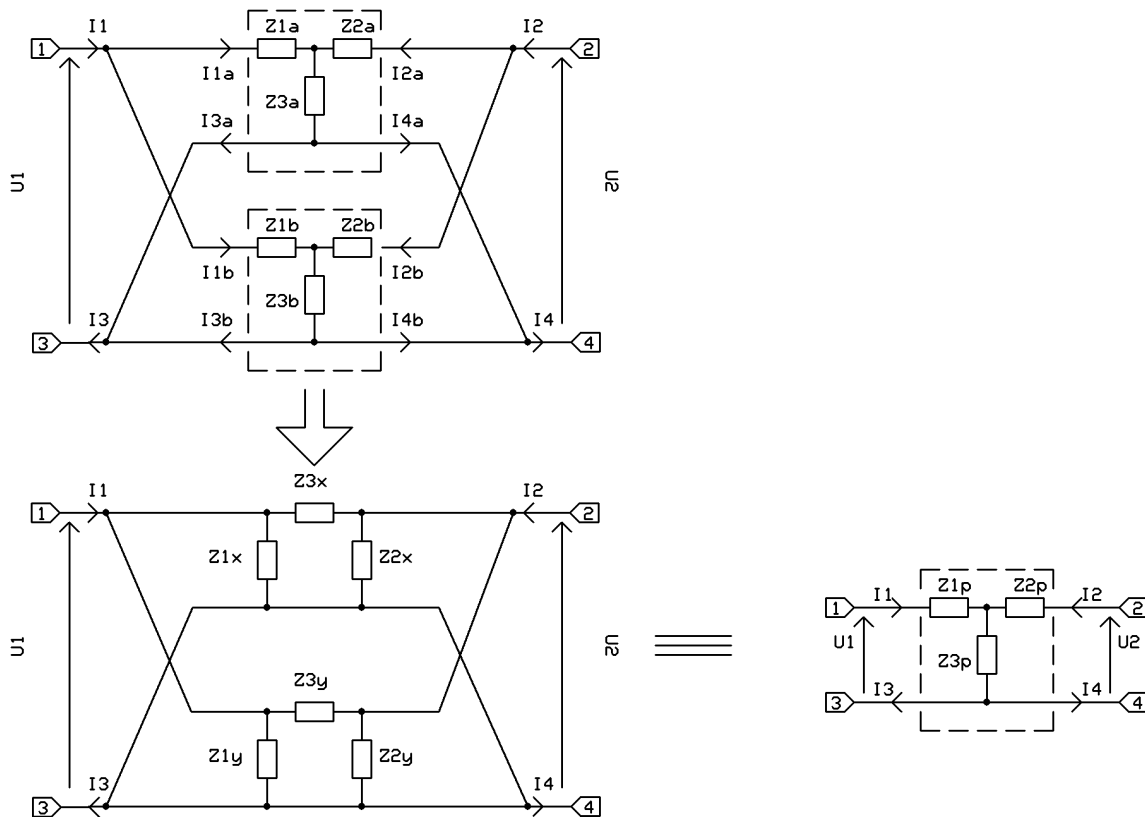 I1 Z1a Z2a I2
1 2
I1a I2a
Z3a
I3a I4a
U1 U2
Z1b Z2b
I1b I2b
Z3b
I3 I3b I4b I4
3 4
Z3x
I1 I2
1 2
Z1x Z2x
U1 U2
Z3y
Z1y Z2y
I3 I4
3 4
I1 Z1p Z2p I2
1 2
U1 Z3p U2
I3 I4
3 4